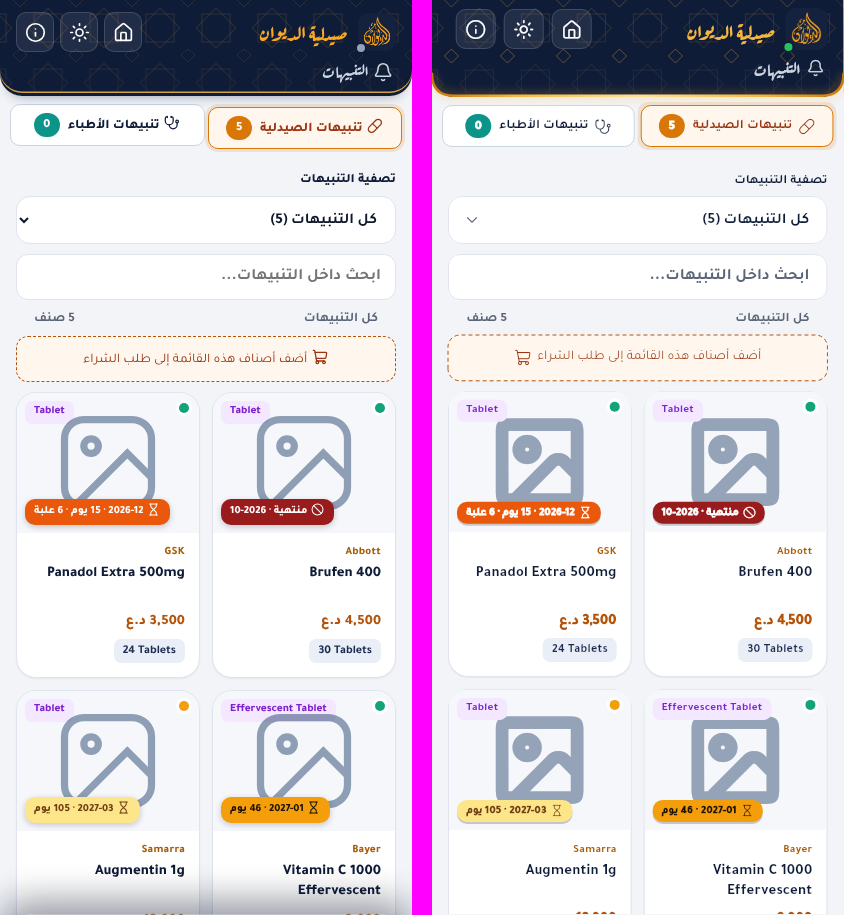 صيدلية الديوان
التنبيهات
تنبيهات الصيدلية 5
تنبيهات الأطباء 0
تصفية التنبيهات
كل التنبيهات (5)
ابحث داخل التنبيهات...
كل التنبيهات
5 صنف
أضف أصناف هذه القائمة إلى طلب الشراء
Tablet
منتهية · 2026-10
Abbott
Brufen 400
4,500 د.ع
30 Tablets
Tablet
2026-12 · 15 يوم · 6 علبة
GSK
Panadol Extra 500mg
3,500 د.ع
24 Tablets
Effervescent Tablet
2027-01 · 46 يوم
Bayer
Vitamin C 1000
Effervescent
Tablet
2027-03 · 105 يوم
Samarra
Augmentin 1g
صيدلية الديوان
التنبيهات
تنبيهات الصيدلية 5
تنبيهات الأطباء 0
تصفية التنبيهات
كل التنبيهات (5)
ابحث داخل التنبيهات...
كل التنبيهات
5 صنف
أضف أصناف هذه القائمة إلى طلب الشراء
Tablet
منتهية · 2026-10
Abbott
Brufen 400
4,500 د.ع
30 Tablets
Tablet
2026-12 · 15 يوم · 6 علبة
GSK
Panadol Extra 500mg
3,500 د.ع
24 Tablets
Effervescent Tablet
2027-01 · 46 يوم
Bayer
Vitamin C 1000
Effervescent
Tablet
2027-03 · 105 يوم
Samarra
Augmentin 1g